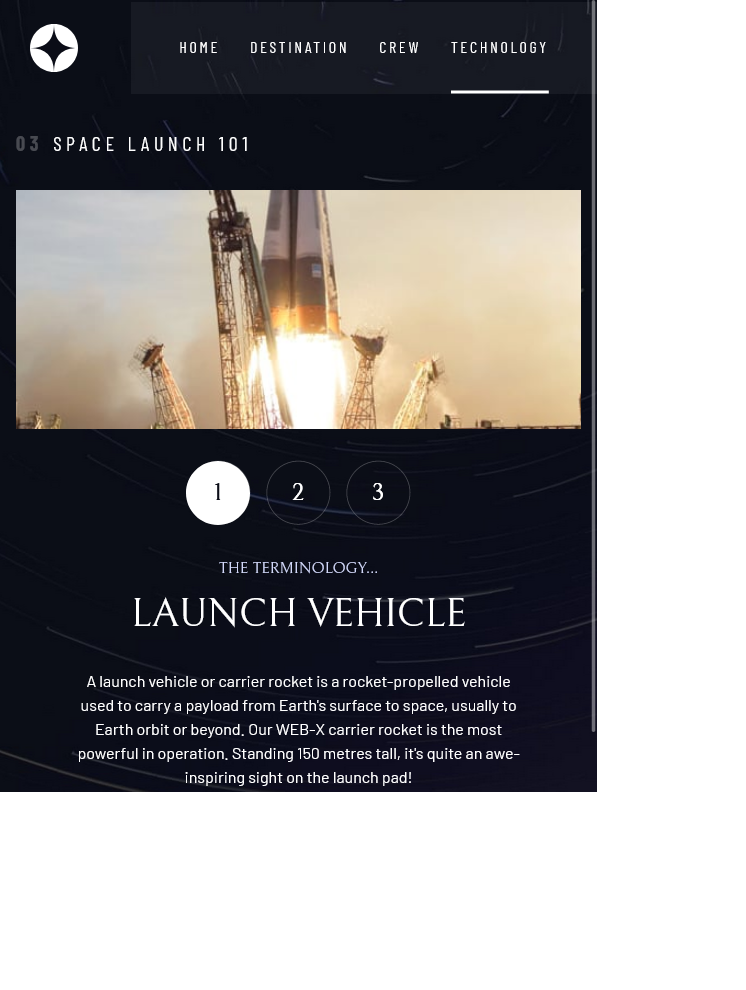 HOME DESTINATION CREW TECHNOLOGY
03 SPACE LAUNCH 101
1 2 3
THE TERMINOLOGY...
LAUNCH VEHICLE
A launch vehicle or carrier rocket is a rocket-propelled vehicle
used to carry a payload from Earth's surface to space, usually to
Earth orbit or beyond. Our WEB-X carrier rocket is the most
powerful in operation. Standing 150 metres tall, it's quite an awe-
inspiring sight on the launch pad!